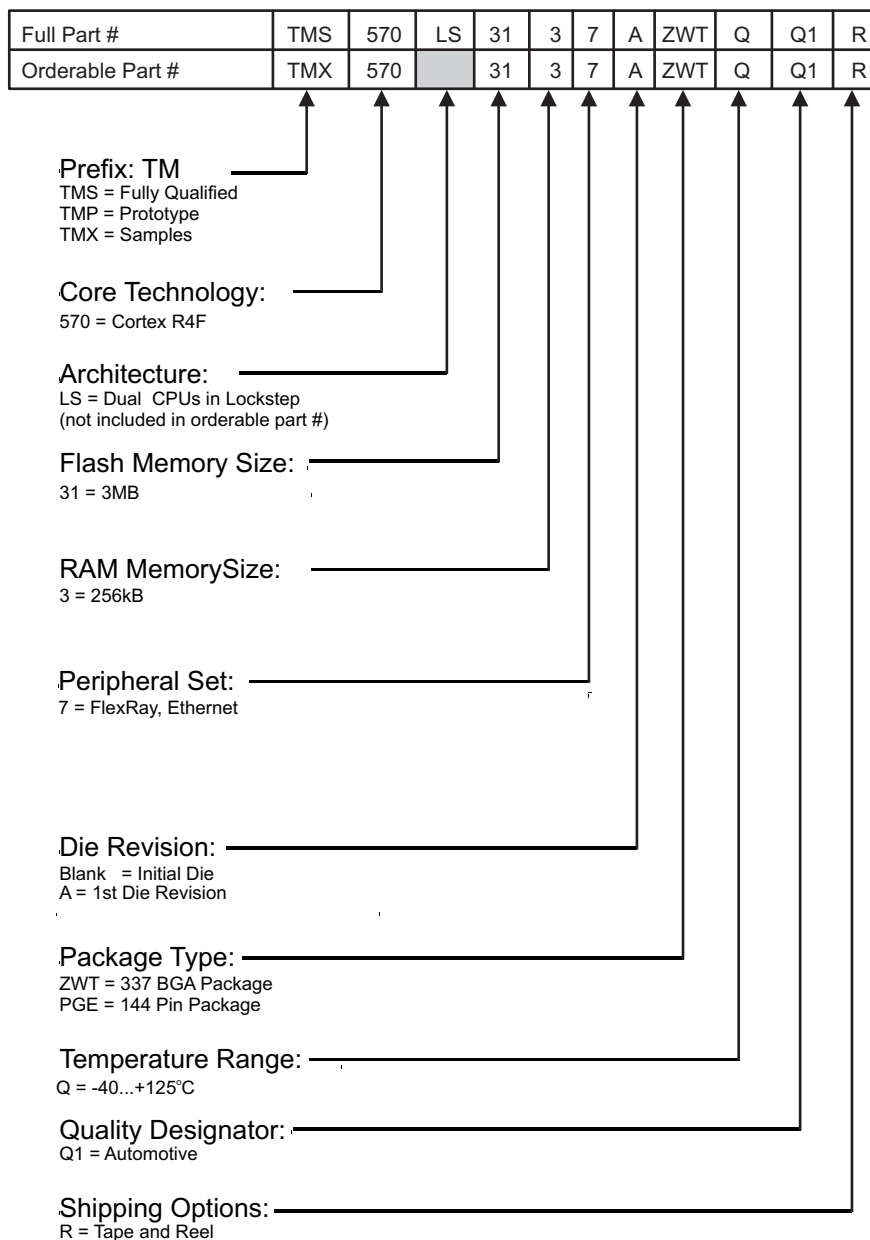 Full Part # TMS 570 LS 31 3 7 A ZWT Q Q1 R
Orderable Part # TMX 570 31 3 7 A ZWT Q Q1 R
Prefix: TM
TMS = Fully Qualified
TMP = Prototype
TMX = Samples
Core Technology:
570 = Cortex R4F
Architecture:
LS = Dual CPUs in Lockstep
(not included in orderable part #)
Flash Memory Size:
31 = 3MB
RAM MemorySize:
3 = 256kB
Peripheral Set:
7 = FlexRay, Ethernet
Die Revision:
Blank = Initial Die
A = 1st Die Revision
Package Type:
ZWT = 337 BGA Package
PGE = 144 Pin Package
Temperature Range:
Q = -40...+125°C
Quality Designator:
Q1 = Automotive
Shipping Options:
R = Tape and Reel